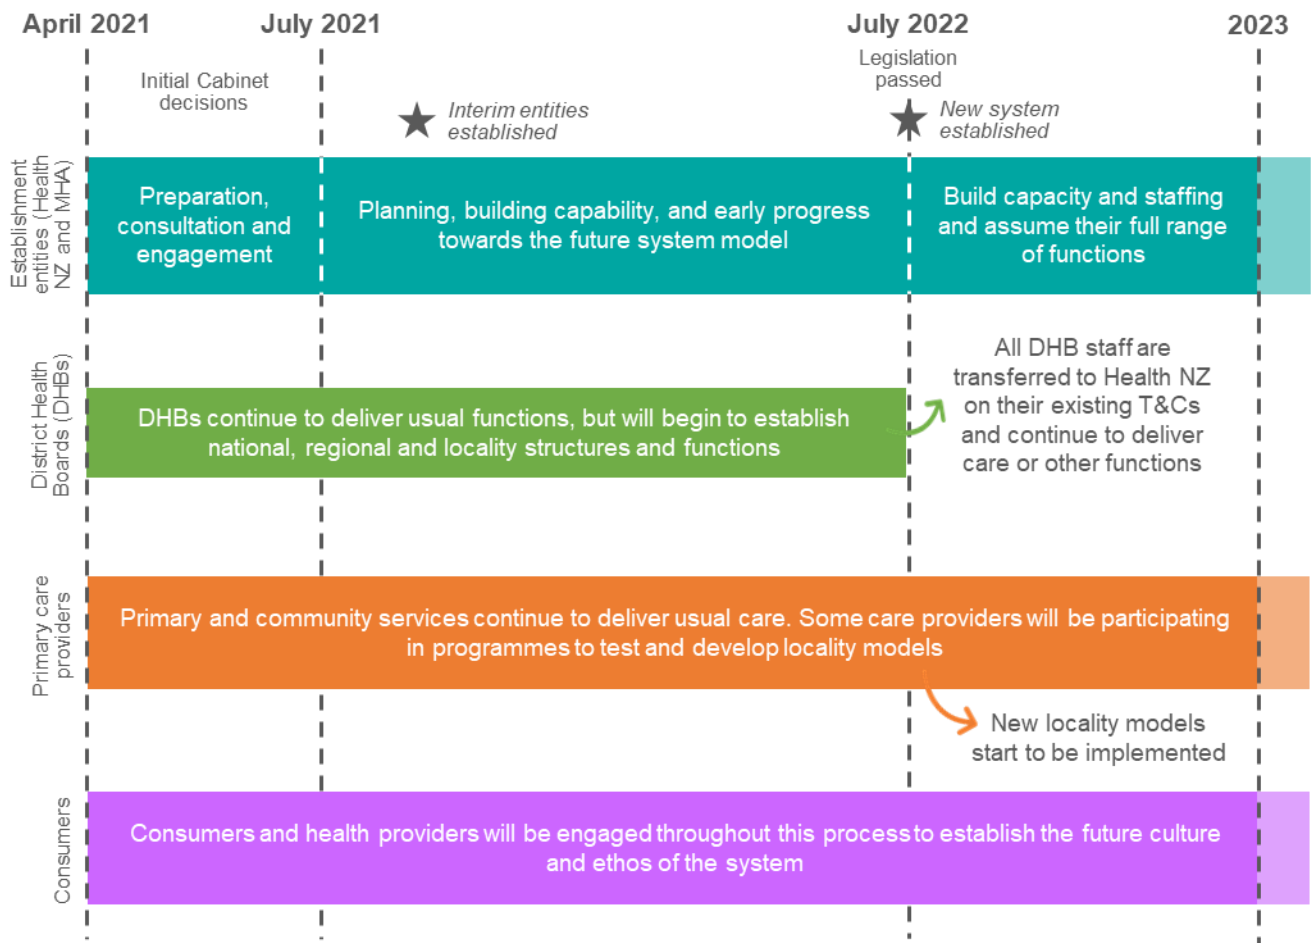 April 2021
July 2021
July 2022
2023
Initial Cabinet
decisions
Legislation
passed
Interim entities
established
New system
established
Establishment
entities (Health
NZ and MHA)
Preparation,
consultation and
engagement
Planning, building capability, and early progress
towards the future system model
Build capacity and staffing
and assume their full range
of functions
District Health
Boards (DHBs)
DHBs continue to deliver usual functions, but will begin to establish
national, regional and locality structures and functions
All DHB staff are
transferred to Health NZ
on their existing T&Cs
and continue to deliver
care or other functions
Primary care
providers
Primary and community services continue to deliver usual care. Some care providers will be participating
in programmes to test and develop locality models
New locality models
start to be implemented
Consumers
Consumers and health providers will be engaged throughout this process to establish the future culture
and ethos of the system